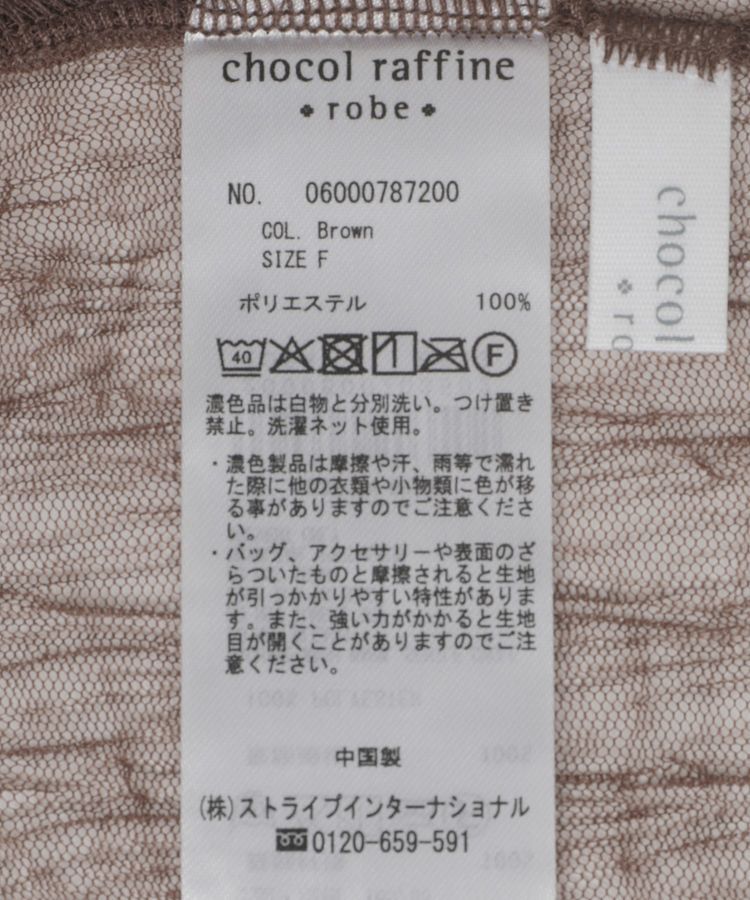 chocol raffine
robe
NO. 06000787200
COL. Brown
SIZE F
ポリエステル 100%
40 F
濃色品は白物と分別洗い。つけ置き
禁止。洗濯ネット使用。
・濃色製品は摩擦や汗、雨等で濡れ
た際に他の衣類や小物類に色が移
る事がありますのでご注意くださ
い。
・バッグ、アクセサリーや表面のざ
らついたものと摩擦されると生地
が引っかかりやすい特性がありま
す。また、強い力がかかると生地
目が開くことがありますのでご注
意ください。
中国製
(株)ストライプインターナショナル
0120-659-591
chocol
ro